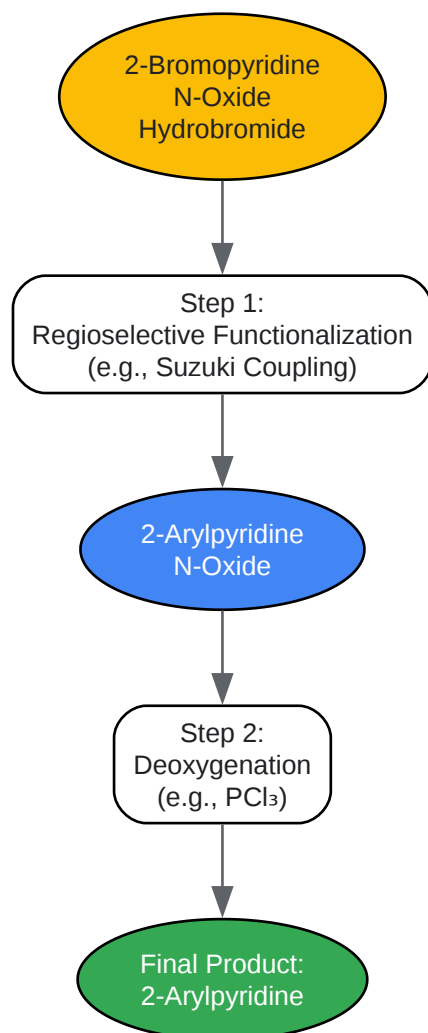 2-Bromopyridine
N-Oxide
Hydrobromide
Step 1:
Regioselective Functionalization
(e.g., Suzuki Coupling)
2-Arylpyridine
N-Oxide
Step 2:
Deoxygenation
(e.g., PCl₃)
Final Product:
2-Arylpyridine